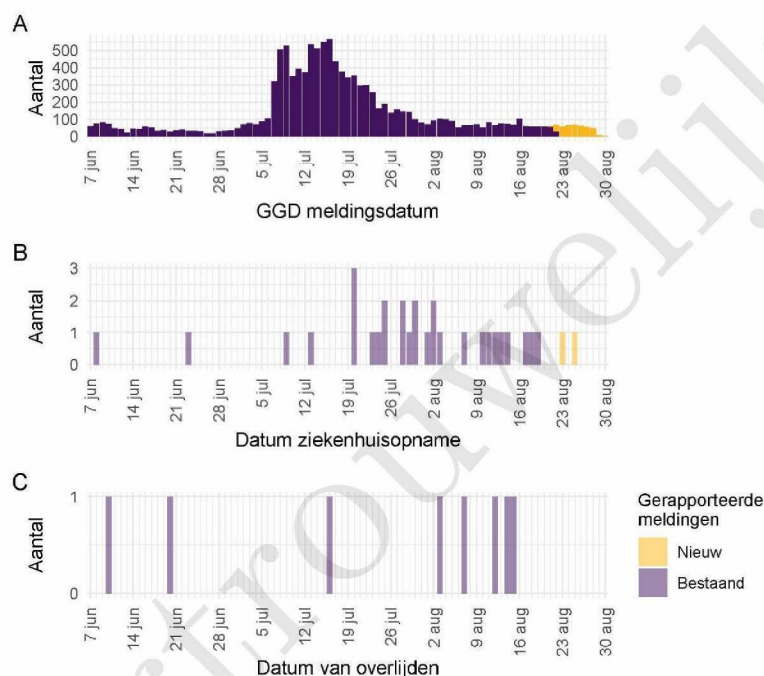 A
500
400
300
200
100
0
Aantal
7 jun
14 jun
21 jun
28 jun
5 jul
12 jul
19 jul
26 jul
2 aug
9 aug
16 aug
23 aug
30 aug
GGD meldingsdatum
B
3
2
1
0
Aantal
7 jun
14 jun
21 jun
28 jun
5 jul
12 jul
19 jul
26 jul
2 aug
9 aug
16 aug
23 aug
30 aug
Datum ziekenhuisopname
C
1
0
Aantal
7 jun
14 jun
21 jun
28 jun
5 jul
12 jul
19 jul
26 jul
2 aug
9 aug
16 aug
23 aug
30 aug
Datum van overlijden
Gerapporteerde
meldingen
Nieuw
Bestaand
rtrouwelij